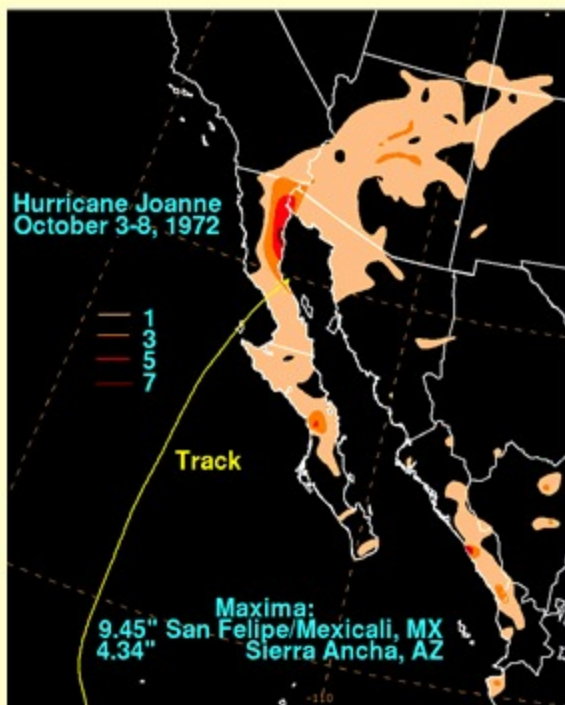 Hurricane Joanne
October 3-8, 1972
1
3
5
7
Track
Maxima:
9.45" San Felipe/Mexicali, MX
4.34" Sierra Ancha, AZ
-110